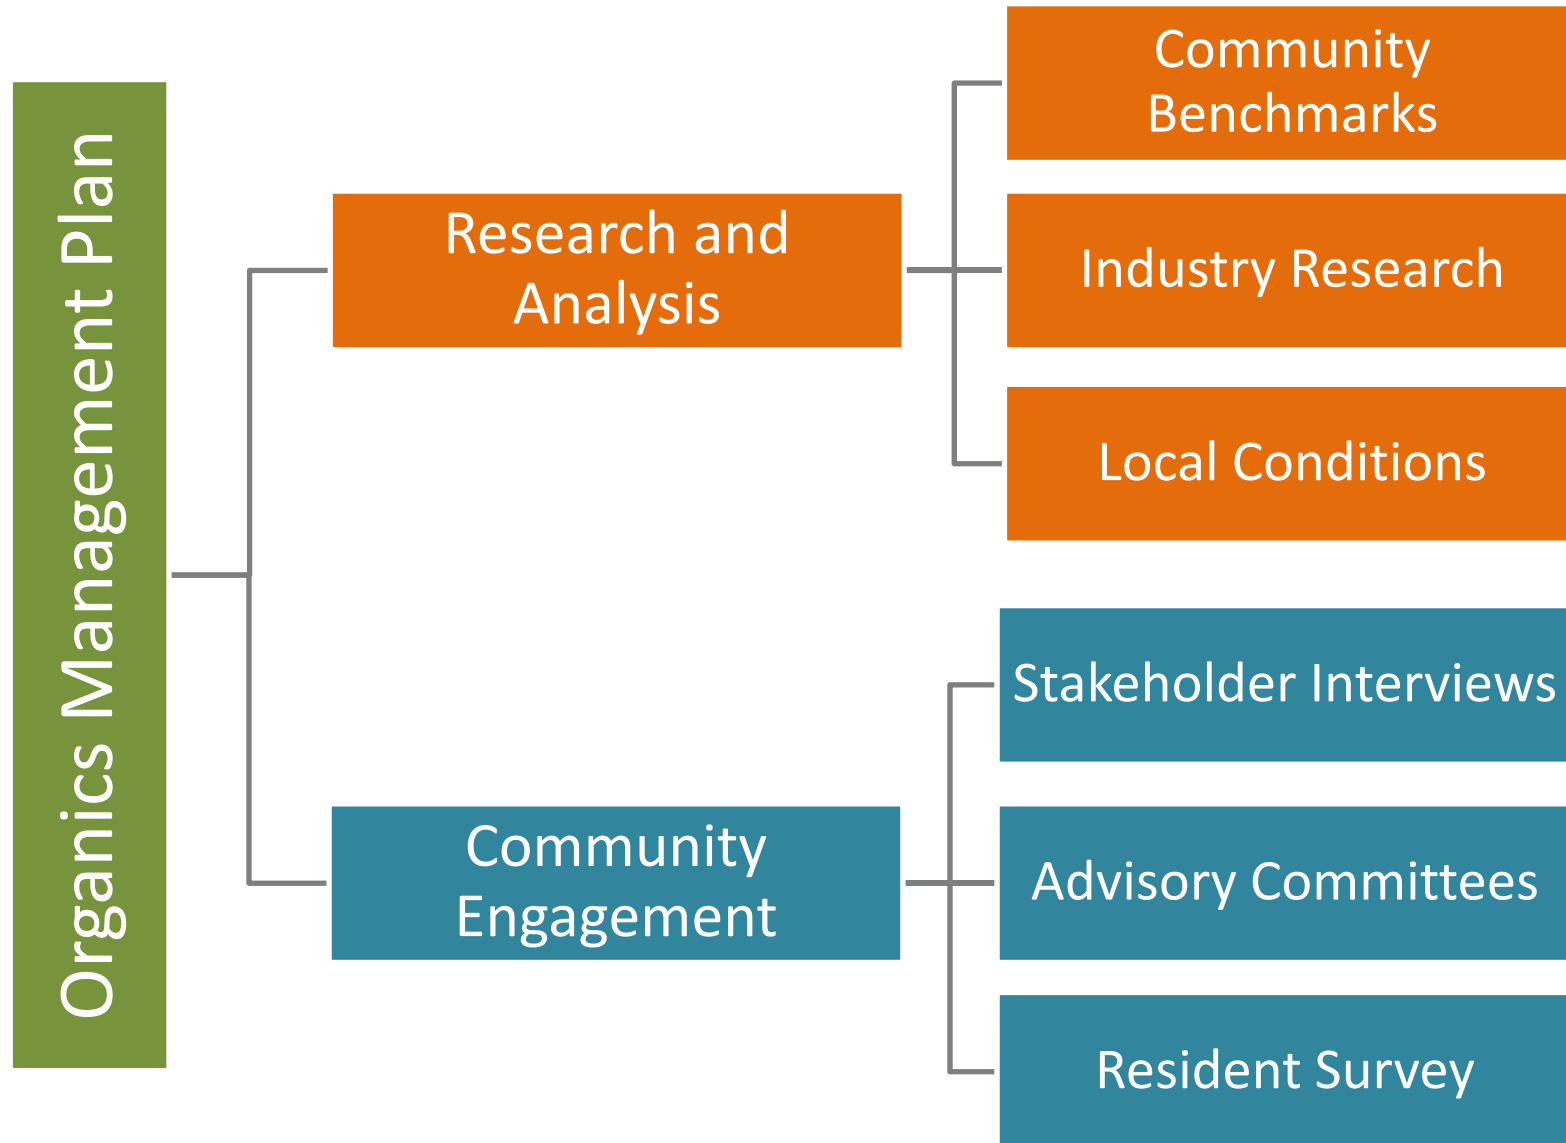 Organics Management Plan
Research and
Analysis
Community
Benchmarks
Industry Research
Local Conditions
Community
Engagement
Stakeholder Interviews
Advisory Committees
Resident Survey